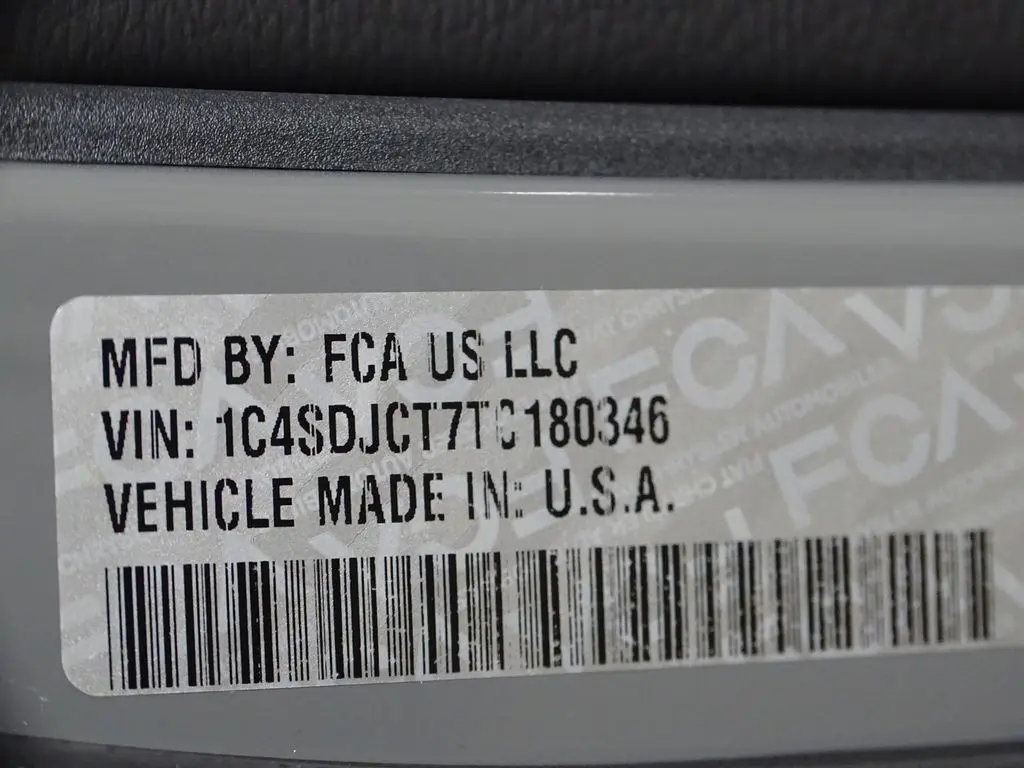 MFD BY: FCA US LLC
VIN: 1C4SDJCT7TC180346
VEHICLE MADE IN: U.S.A.